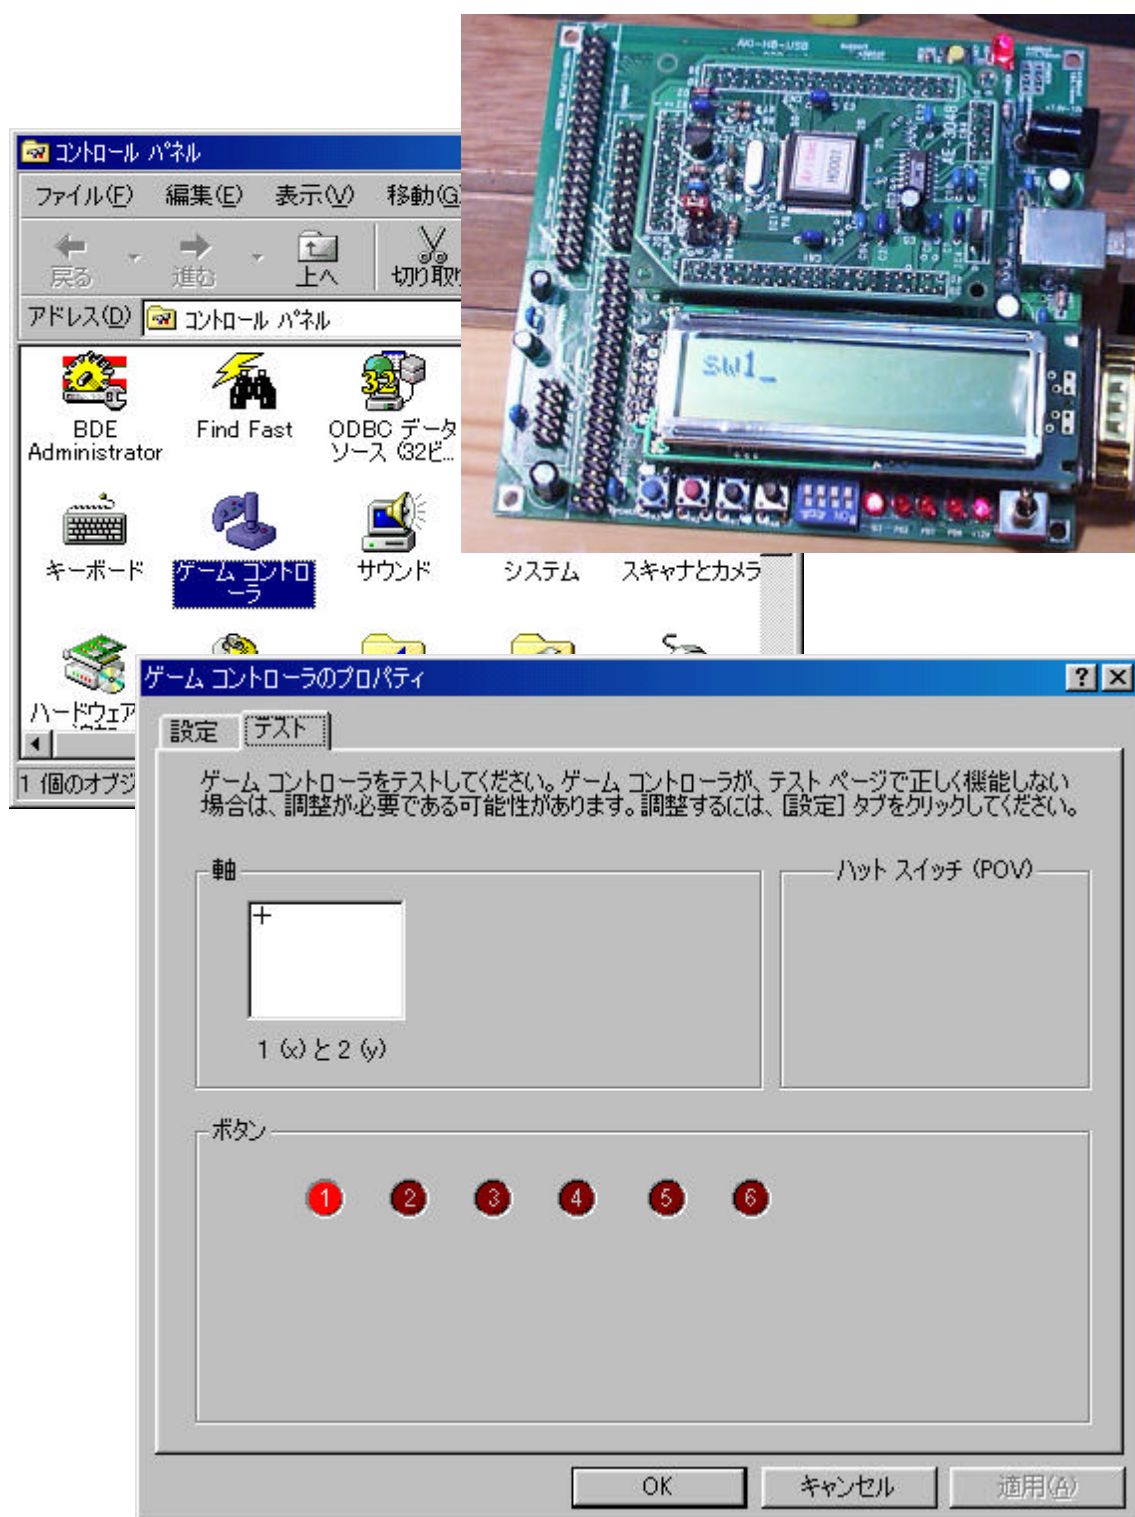 コントロール パネル
ファイル(F) 編集(E) 表示(V) 移動(G)
戻る 進む 上へ 切り取り
アドレス(D) コントロール パネル
BDE Administrator
Find Fast
ODBC データ ソース (32ビ...
キーボード
ゲーム コントローラ
サウンド
システム
スキャナとカメラ
ハードウェア
1 個のオブジ
AKI-H8-USB
AE-3048
sw1_
ゲーム コントローラのプロパティ
設定 テスト
ゲーム コントローラをテストしてください。ゲーム コントローラが、テスト ページで正しく機能しない
場合は、調整が必要である可能性があります。調整するには、[設定] タブをクリックしてください。
軸
ハット スイッチ (POV)
1 (x) と 2 (y)
ボタン
1 2 3 4 5 6
OK キャンセル 適用(A)